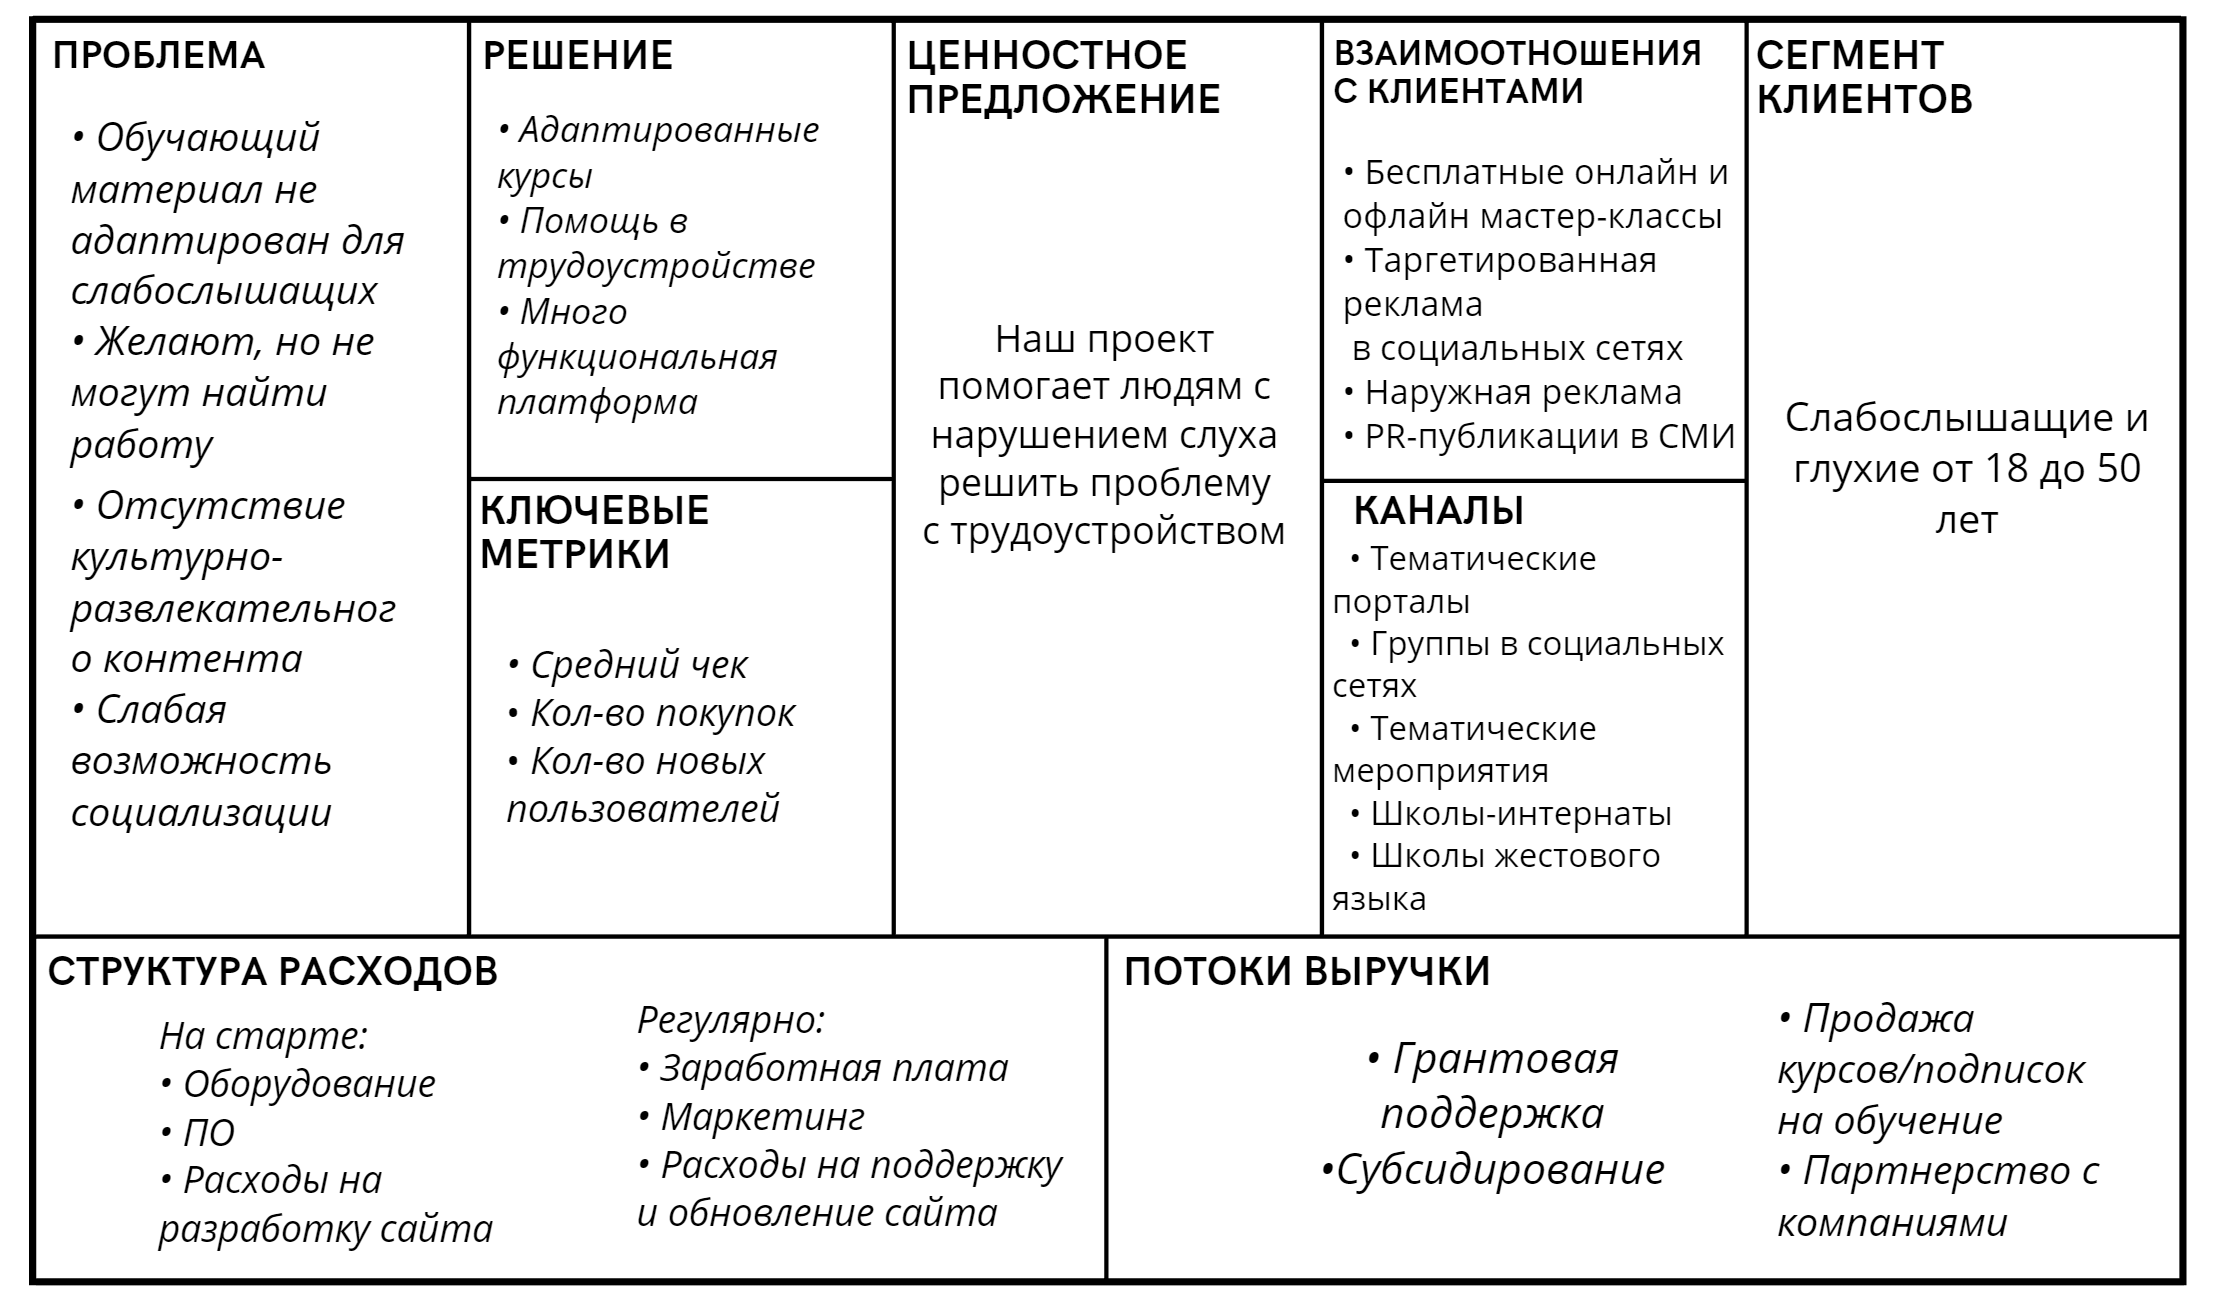 ПРОБЛЕМА
• Обучающий
материал не
адаптирован для
слабослышащих
• Желают, но не
могут найти
работу
• Отсутствие
культурно-
развлекательног
о контента
• Слабая
возможность
социализации
РЕШЕНИЕ
• Адаптированные
курсы
• Помощь в
трудоустройстве
• Много
функциональная
платформа
КЛЮЧЕВЫЕ
МЕТРИКИ
• Средний чек
• Кол-во покупок
• Кол-во новых
пользователей
ЦЕННОСТНОЕ
ПРЕДЛОЖЕНИЕ
Наш проект
помогает людям с
нарушением слуха
решить проблему
с трудоустройством
ВЗАИМООТНОШЕНИЯ
С КЛИЕНТАМИ
• Бесплатные онлайн и
офлайн мастер-классы
• Таргетированная
реклама
в социальных сетях
• Наружная реклама
• PR-публикации в СМИ
КАНАЛЫ
• Тематические
порталы
• Группы в социальных
сетях
• Тематические
мероприятия
• Школы-интернаты
• Школы жестового
языка
СЕГМЕНТ
КЛИЕНТОВ
Слабослышащие и
глухие от 18 до 50
лет
СТРУКТУРА РАСХОДОВ
На старте:
• Оборудование
• ПО
• Расходы на
разработку сайта
Регулярно:
• Заработная плата
• Маркетинг
• Расходы на поддержку
и обновление сайта
ПОТОКИ ВЫРУЧКИ
• Грантовая
поддержка
•Субсидирование
• Продажа
курсов/подписок
на обучение
• Партнерство с
компаниями